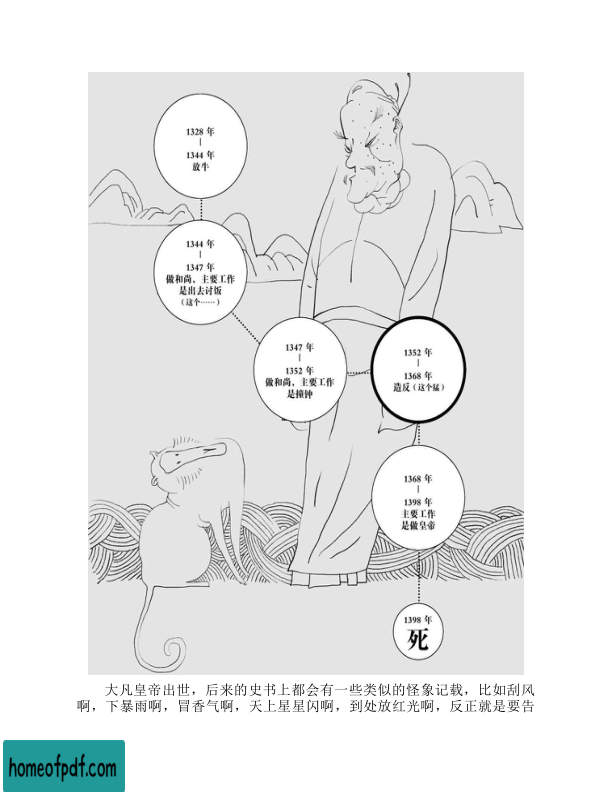 1328 年
|
1344 年
放牛
1344 年
|
1347 年
做和尚，主要工作
是出去讨饭
（这个……）
1347 年
|
1352 年
做和尚，主要工作
是撞钟
1352 年
|
1368 年
造反（这个猛）
1368 年
|
1398 年
主要工作
是做皇帝
1398 年
死
大凡皇帝出世，后来的史书上都会有一些类似的怪象记载，比如刮风
啊，下暴雨啊，冒香气啊，天上星星闪啊，到处放红光啊，反正就是要告
homeofpdf.com